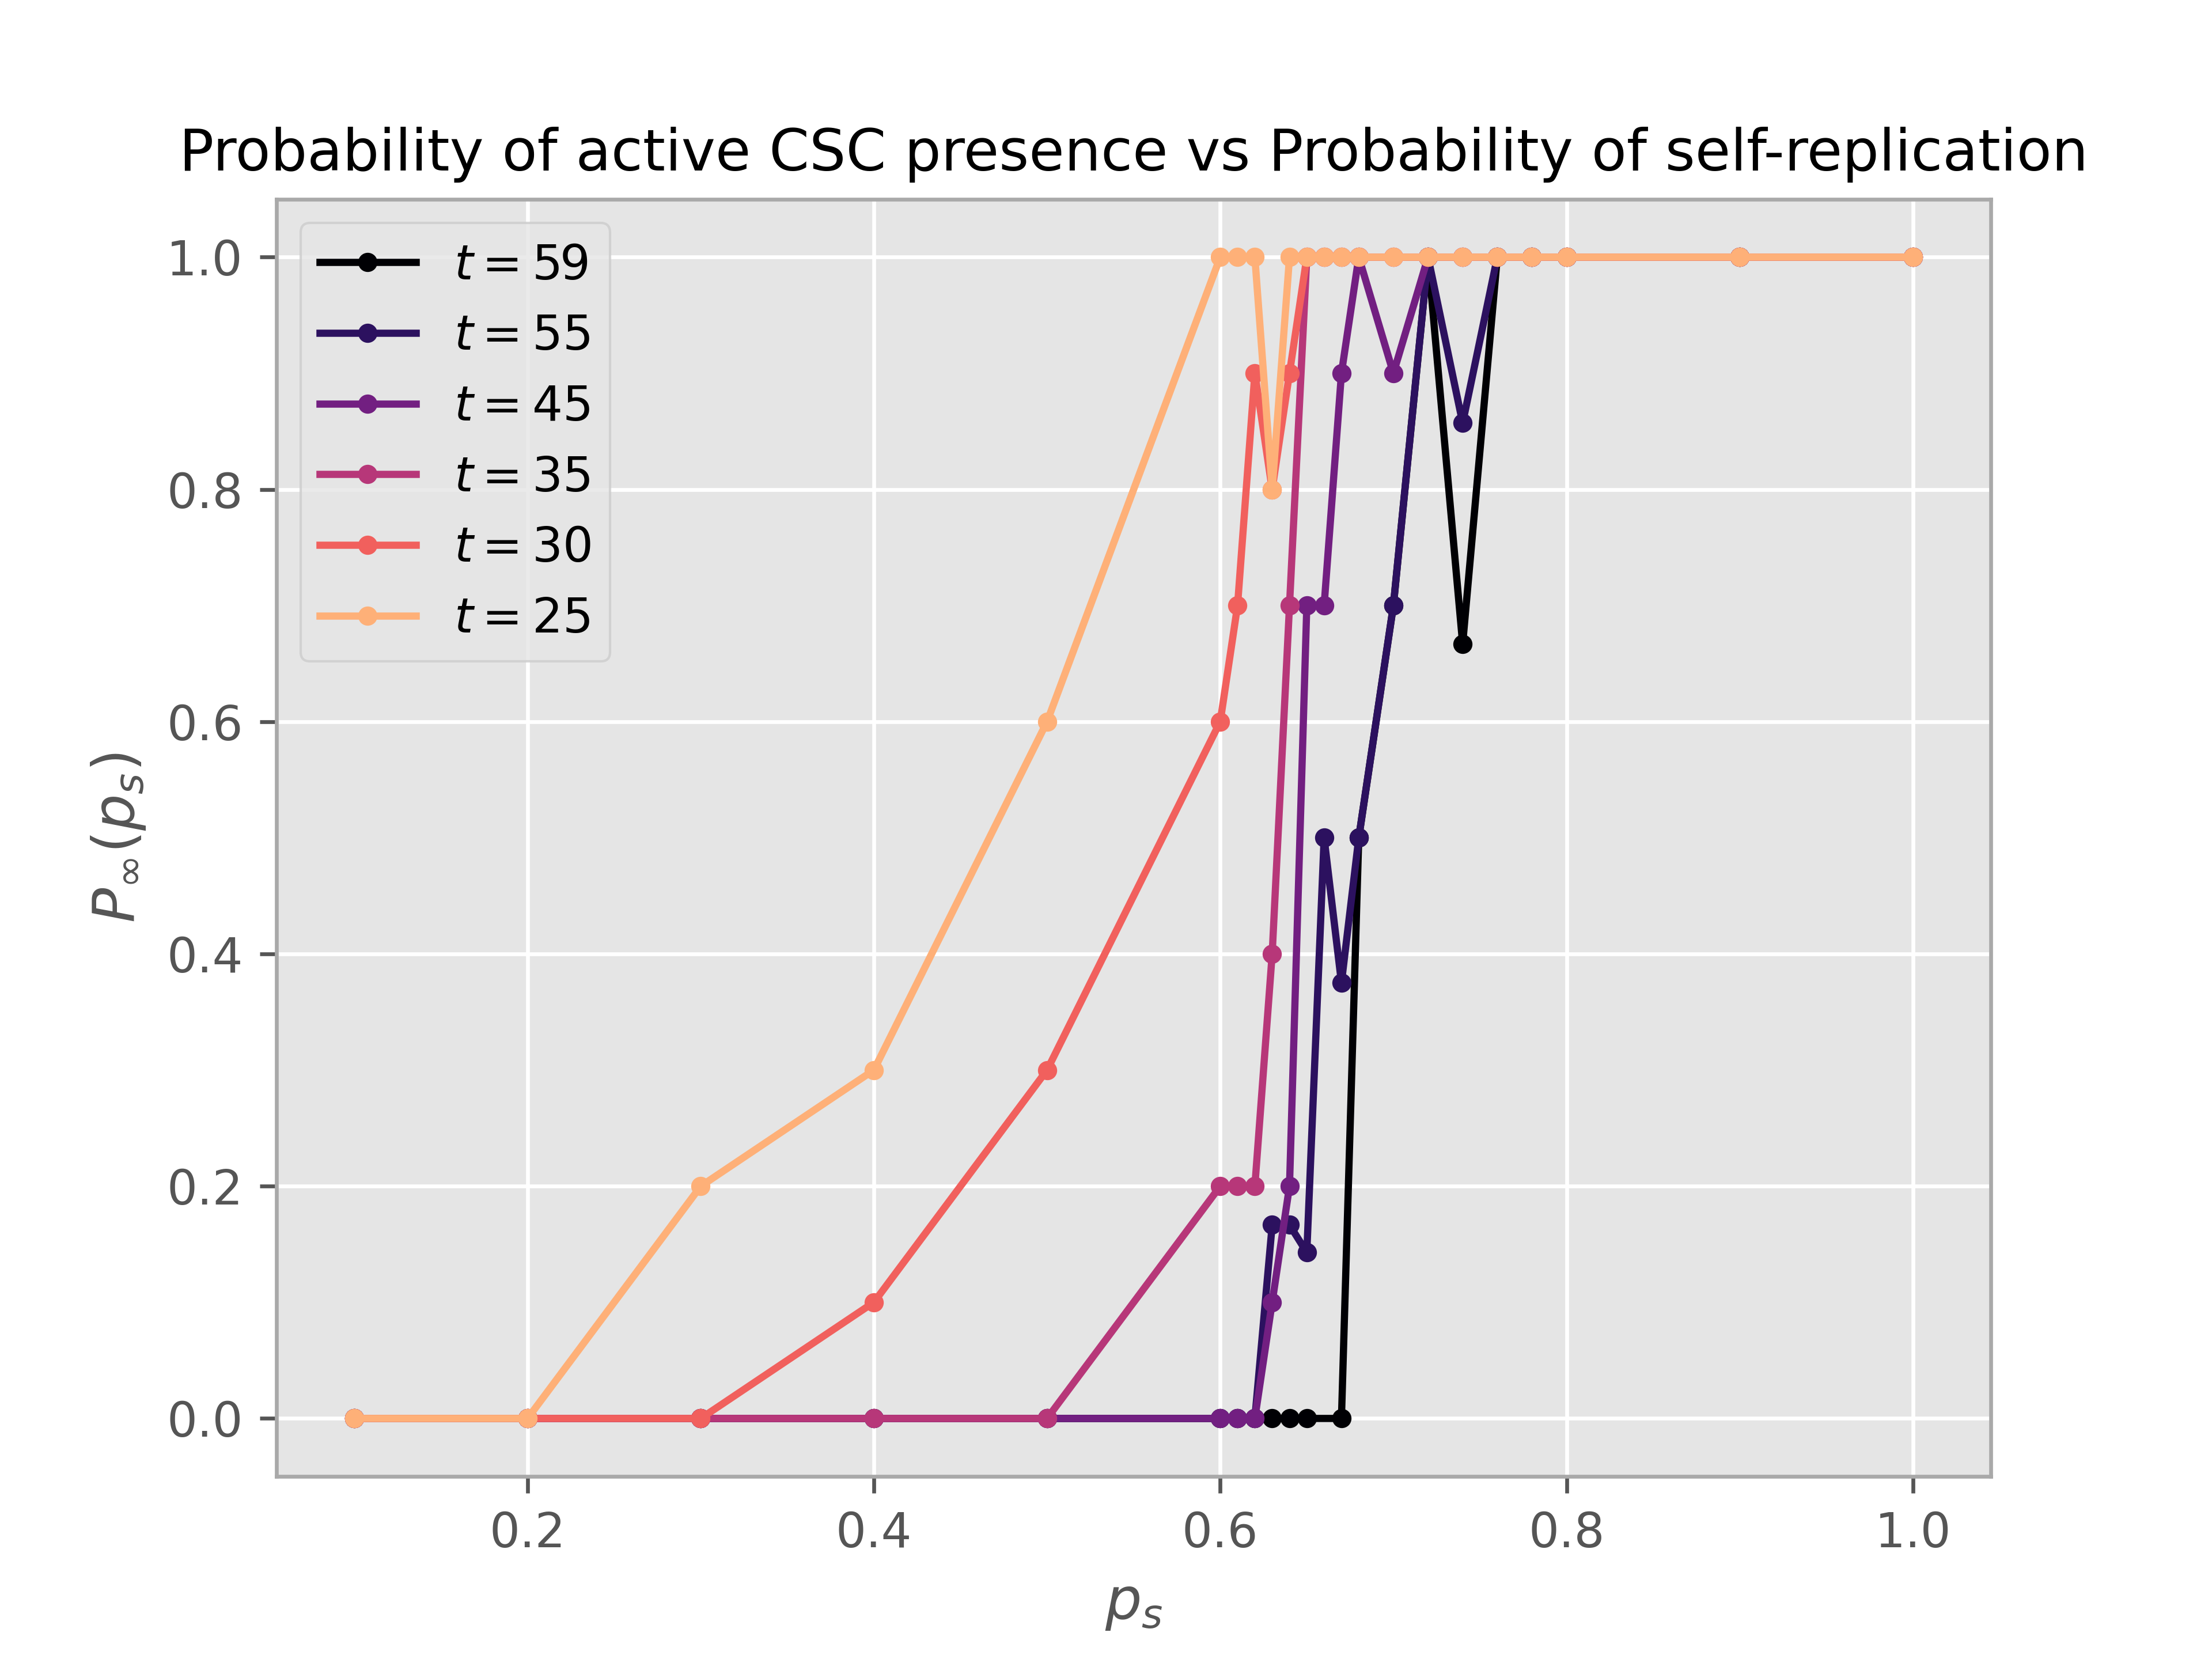 Probability of active CSC presence vs Probability of self-replication
1.0
0.8
0.6
0.4
0.2
0.0
P∞(pₛ)
t = 59
t = 55
t = 45
t = 35
t = 30
t = 25
0.2 0.4 0.6 0.8 1.0
pₛ